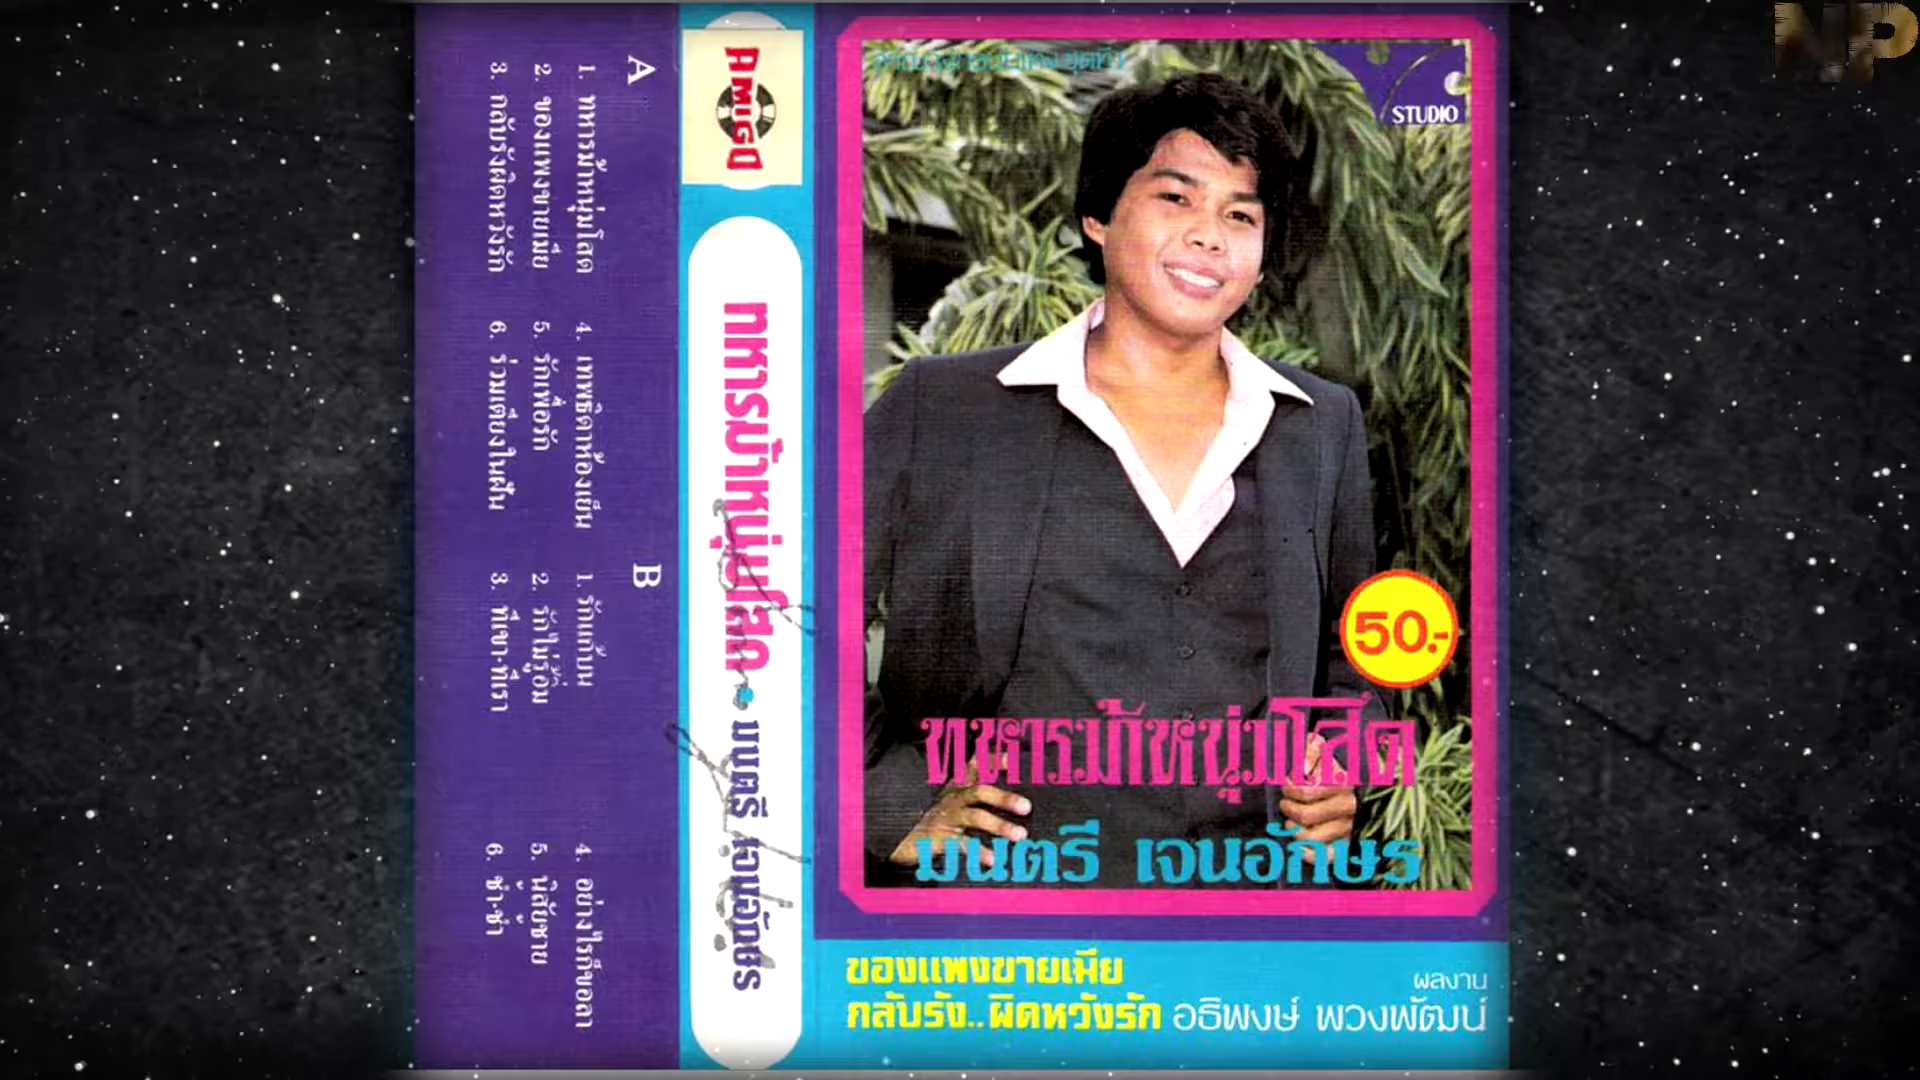 A
1. ทหารม้าหนุ่มโสด
2. ของแพงขายเมีย
3. กลับรังผิดหวังรัก
4. เทพธิดาห้องเย็น
5. รักเพื่อรัก
6. ร่วมเตียงในฝัน
B
1. รักแก้บน
2. รักไม่รู้อิ่ม
3. ทีเขา-ทีเรา
4. อย่างไรก็ขอลา
5. นิสัยชาย
6. ช้ำ-ช้ำ
AMIGO
ทหารม้าหนุ่มโสด • มนตรี เจนอักษร
STUDIO
50.-
ทหารม้าหนุ่มโสด
มนตรี เจนอักษร
ของแพงขายเมีย
กลับรัง..ผิดหวังรัก
ผลงาน
อธิพงษ์ พวงพัฒน์
NP